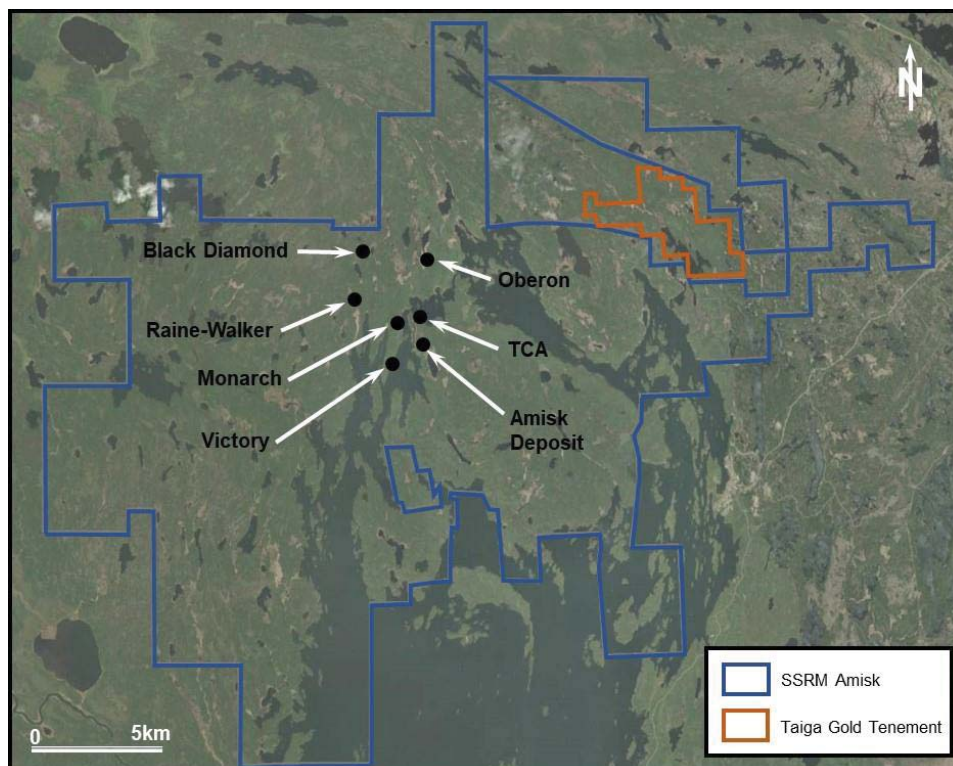 N
Black Diamond
Oberon
Raine-Walker
TCA
Monarch
Amisk
Deposit
Victory
SSRM Amisk
Taiga Gold Tenement
0 5km